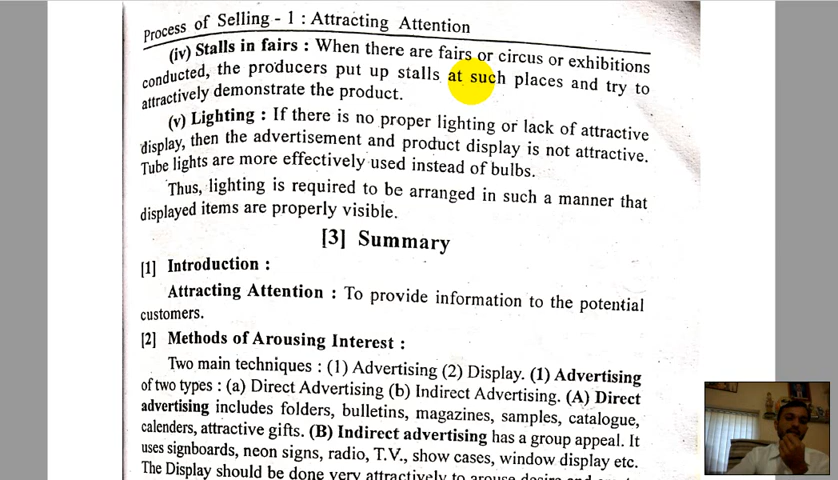 Process of Selling - 1 : Attracting Attention
(iv) Stalls in fairs : When there are fairs or circus or exhibitions
conducted, the producers put up stalls at such places and try to
attractively demonstrate the product.
(v) Lighting : If there is no proper lighting or lack of attractive
display, then the advertisement and product display is not attractive.
Tube lights are more effectively used instead of bulbs.
Thus, lighting is required to be arranged in such a manner that
displayed items are properly visible.
[3] Summary
[1] Introduction :
Attracting Attention : To provide information to the potential
customers.
[2] Methods of Arousing Interest :
Two main techniques : (1) Advertising (2) Display. (1) Advertising
of two types : (a) Direct Advertising (b) Indirect Advertising. (A) Direct
advertising includes folders, bulletins, magazines, samples, catalogue,
calenders, attractive gifts. (B) Indirect advertising has a group appeal. It
uses signboards, neon signs, radio, T.V., show cases, window display etc.
The Display should be done very attractively to arouse desire